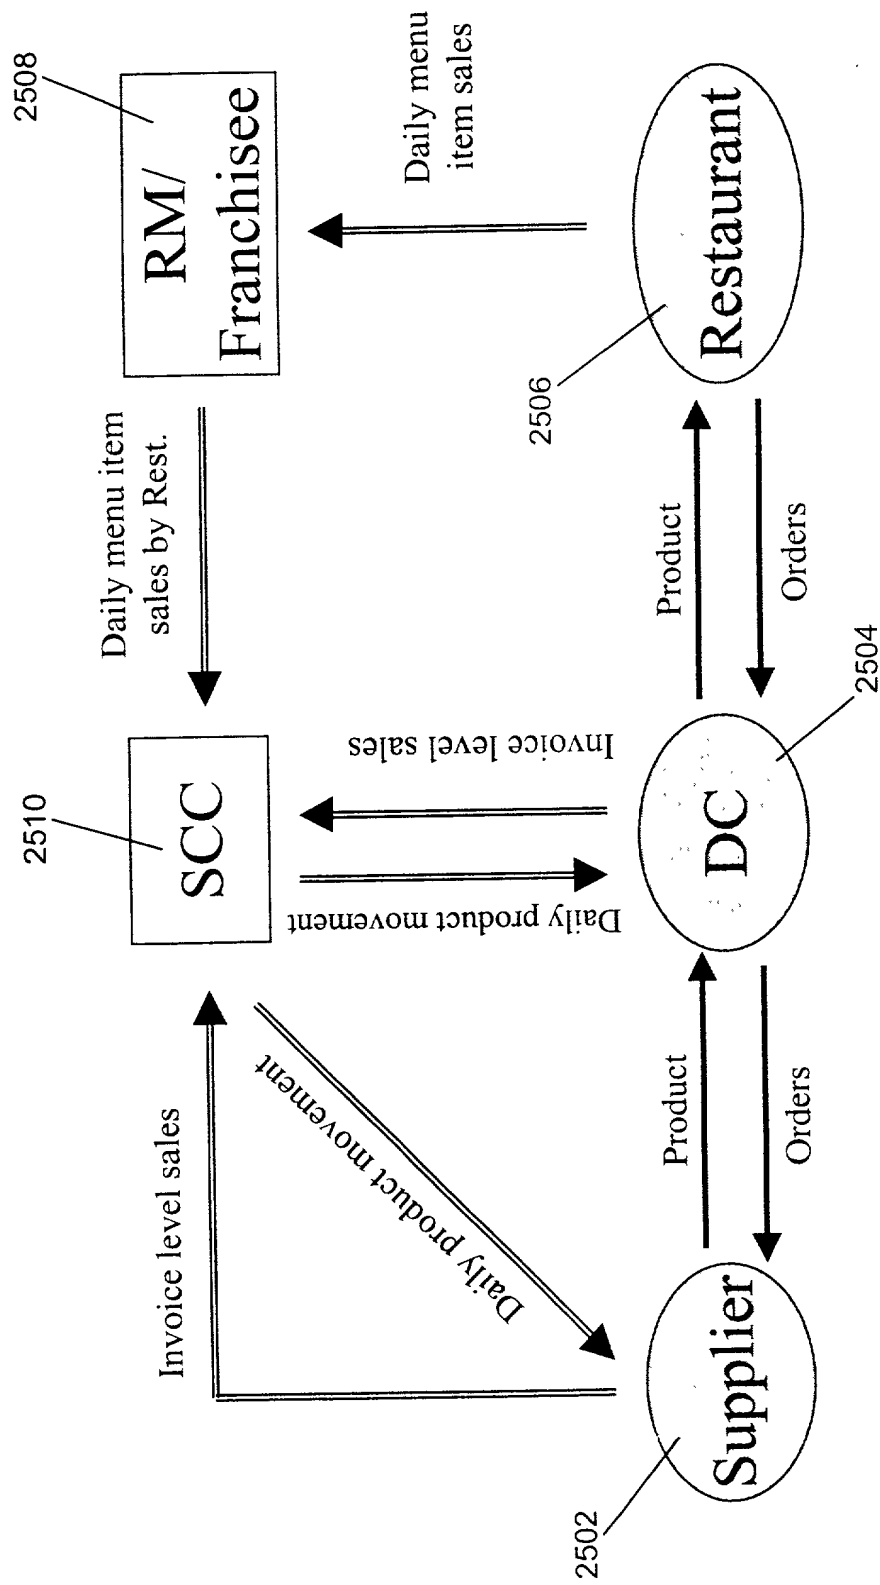 2510
2508
SCC
RM/
Franchisee
Daily menu item
sales by Rest.
Daily menu
item sales
Invoice level sales
Daily product movement
Daily product movement
Invoice level sales
2502
Supplier
Product
Orders
DC
2504
Product
Orders
2506
Restaurant